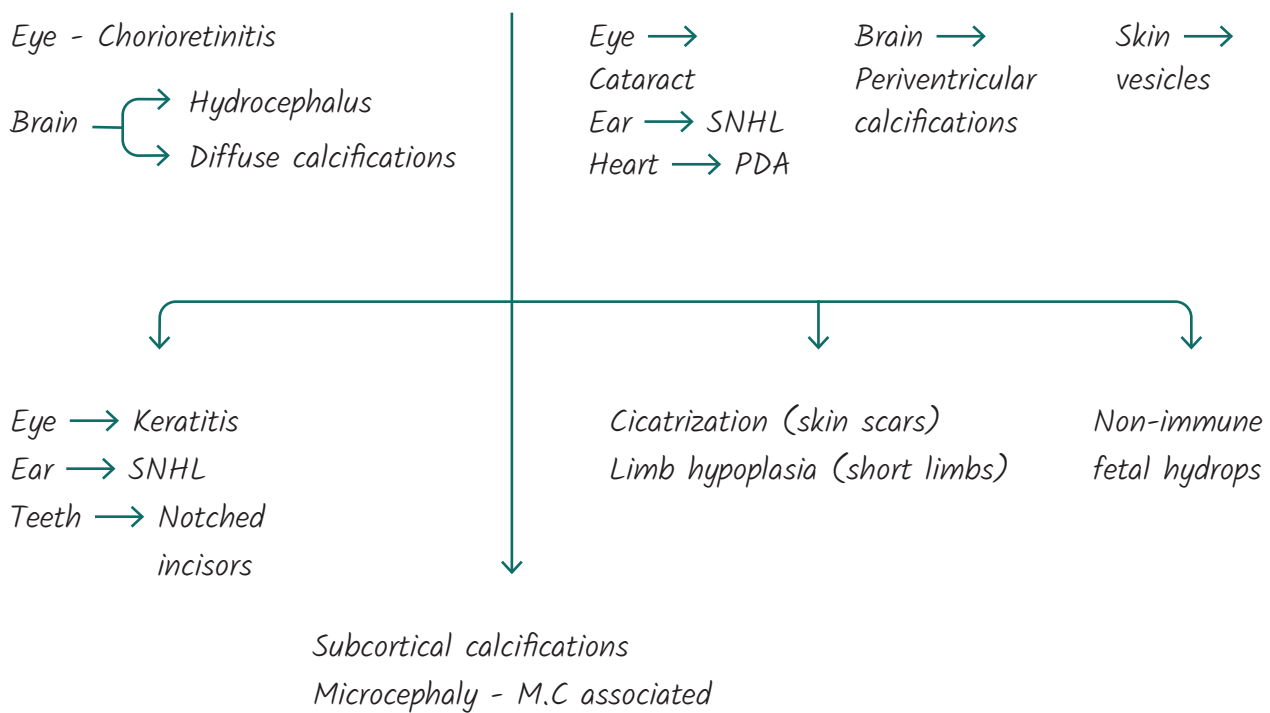 Eye - Chorioretinitis
Brain
Hydrocephalus
Diffuse calcifications
Eye →
Cataract
Ear → SNHL
Heart → PDA
Brain →
Periventricular
calcifications
Skin →
vesicles
Eye → Keratitis
Ear → SNHL
Teeth → Notched
incisors
Cicatrization (skin scars)
Limb hypoplasia (short limbs)
Non-immune
fetal hydrops
Subcortical calcifications
Microcephaly - M.C associated